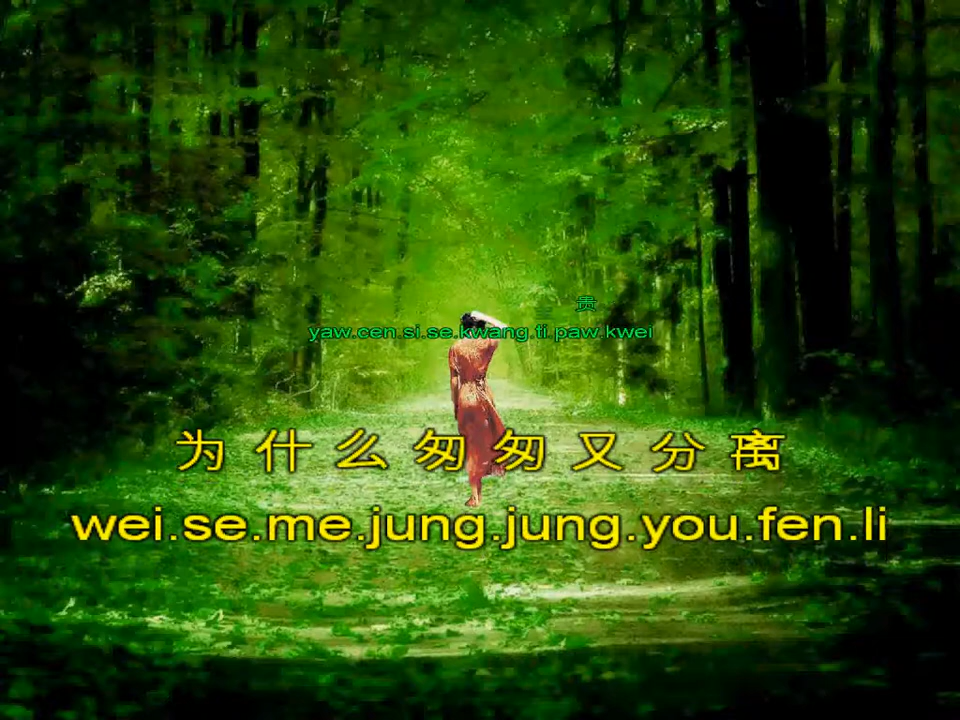 贵
yaw.cen.si.se.kwang.ti.paw.kwei
为什么匆匆又分离
wei.se.me.jung.jung.you.fen.li